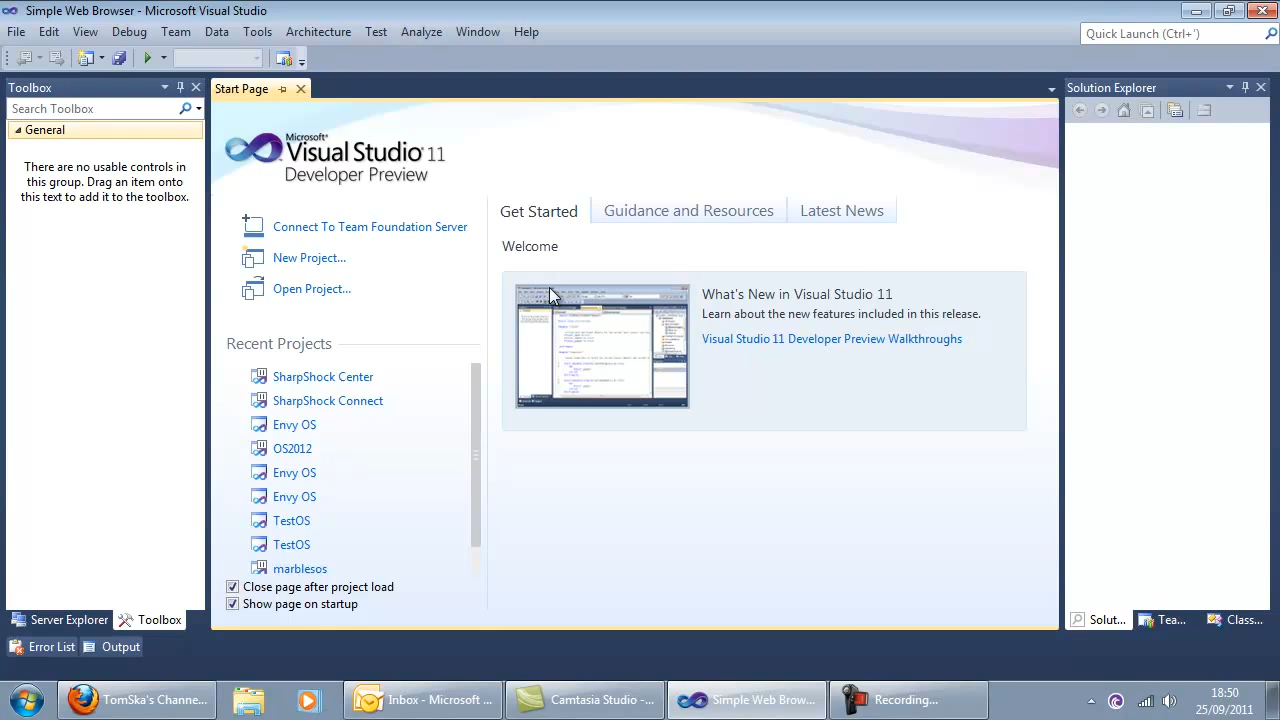 Simple Web Browser - Microsoft Visual Studio
File Edit View Debug Team Data Tools Architecture Test Analyze Window Help
Quick Launch (Ctrl+')
Toolbox
Search Toolbox
General
There are no usable controls in
this group. Drag an item onto
this text to add it to the toolbox.
Server Explorer Toolbox
Error List Output
Start Page
Microsoft®
Visual Studio® 11
Developer Preview
Connect To Team Foundation Server
New Project...
Open Project...
Recent Projects
SharpShock Center
SharpShock Connect
Envy OS
OS2012
Envy OS
Envy OS
TestOS
TestOS
marblesos
Close page after project load
Show page on startup
Get Started Guidance and Resources Latest News
Welcome
What's New in Visual Studio 11
Learn about the new features included in this release.
Visual Studio 11 Developer Preview Walkthroughs
Solution Explorer
Solut... Tea... Class...
TomSka's Channe... Inbox - Microsoft ... Camtasia Studio -... Simple Web Brow... Recording...
18:50
25/09/2011